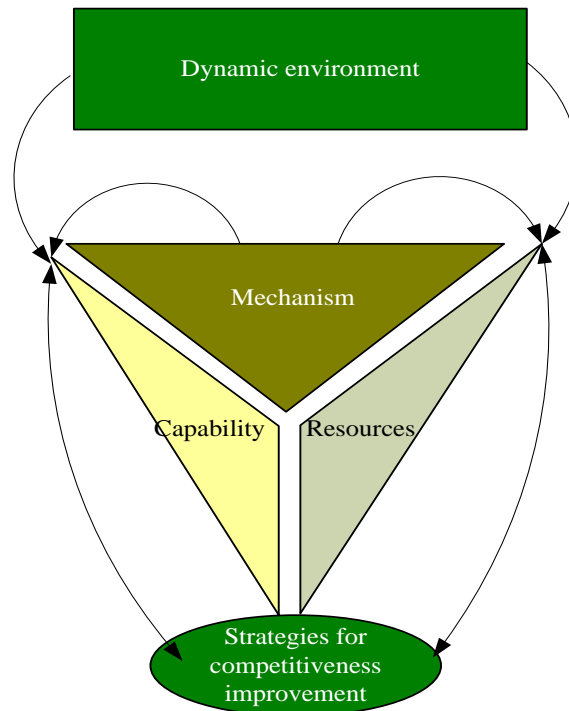 Dynamic environment
Mechanism
Capability
Resources
Strategies for
competitiveness
improvement